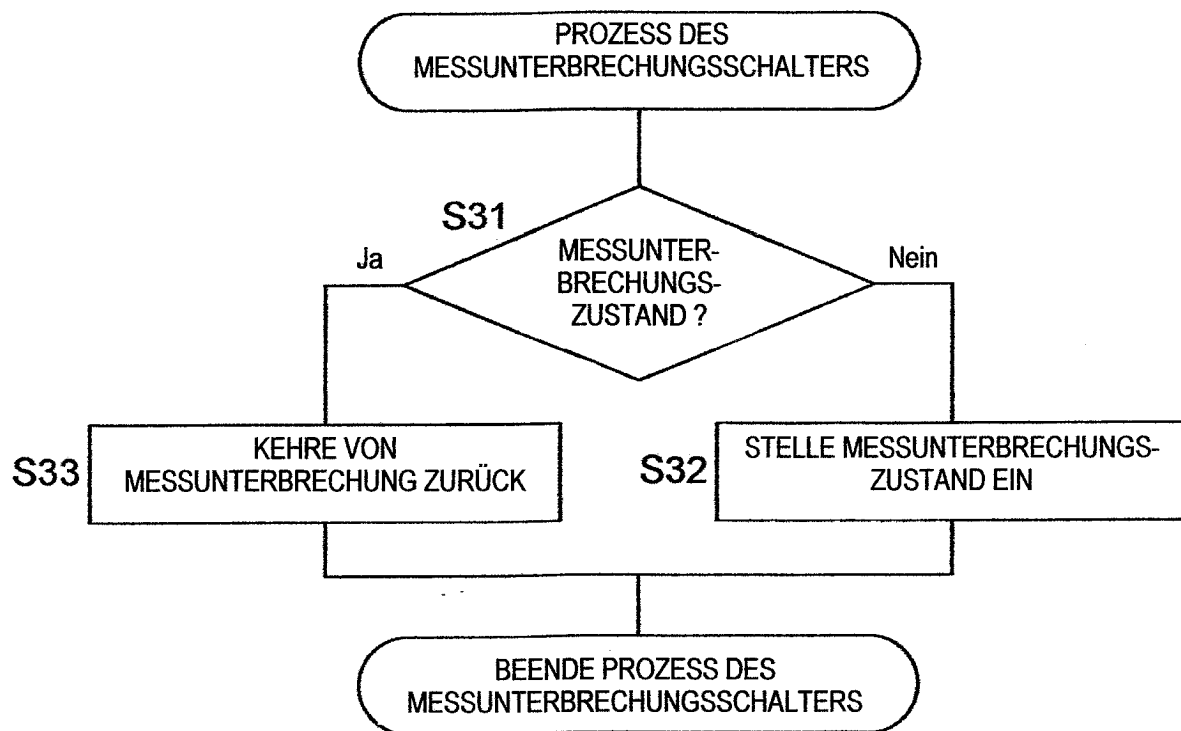 PROZESS DES
MESSUNTERBRECHUNGSSCHALTERS
S31
Ja
MESSUNTER-
BRECHUNGS-
ZUSTAND ?
Nein
S33
KEHRE VON
MESSUNTERBRECHUNG ZURÜCK
S32
STELLE MESSUNTERBRECHUNGS-
ZUSTAND EIN
BEENDE PROZESS DES
MESSUNTERBRECHUNGSSCHALTERS